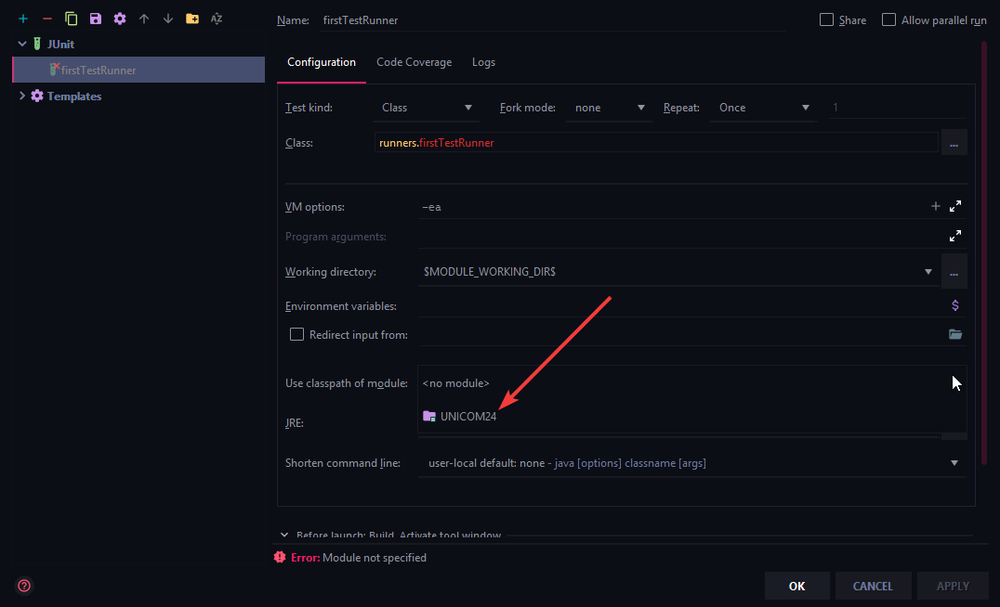 Name: firstTestRunner Share Allow parallel run
JUnit
firstTestRunner
Templates
Configuration Code Coverage Logs
Test kind: Class Fork mode: none Repeat: Once 1
Class: runners.firstTestRunner ...
VM options: -ea
Program arguments:
Working directory: $MODULE_WORKING_DIR$ ...
Environment variables: $
Redirect input from:
Use classpath of module: <no module>
UNICOM24
JRE:
Shorten command line: user-local default: none - java [options] classname [args]
Before launch: Build, Activate tool window
Error: Module not specified
? OK CANCEL APPLY